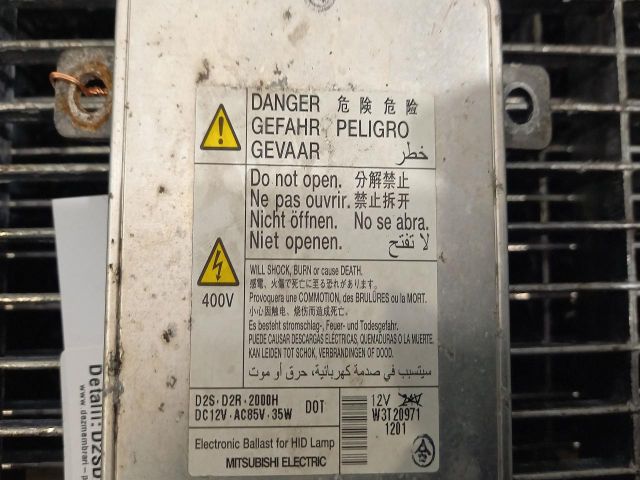 DANGER 危 険 危 险
GEFAHR PELIGRO
GEVAAR خطر
Do not open. 分解禁止
Ne pas ouvrir. 禁止拆开
Nicht öffnen. No se abra.
Niet openen. لا تفتح
400V
WILL SHOCK, BURN or cause DEATH.
感電、火傷で死亡に至る恐れがあります。
Provoquera une COMMOTION, des BRULÛRES ou la MORT.
小心因触电、烧伤而造成死亡。
Es besteht stromschlag-, Feuer- und Todesgefahr.
PUEDE CAUSAR DESCARGAS ELÉCTRICAS, QUEMADURAS O LA MUERTE.
KAN LEIDEN TOT SCHOK, VERBRANDINGEN OF DOOD.
سيتسبب في صدمة كهربائية، حرق أو موت
D2S·D2R·2000H
DC12V·AC85V·35W DOT
12V 24V
W3T20971
1201
Electronic Ballast for HID Lamp
MITSUBISHI ELECTRIC